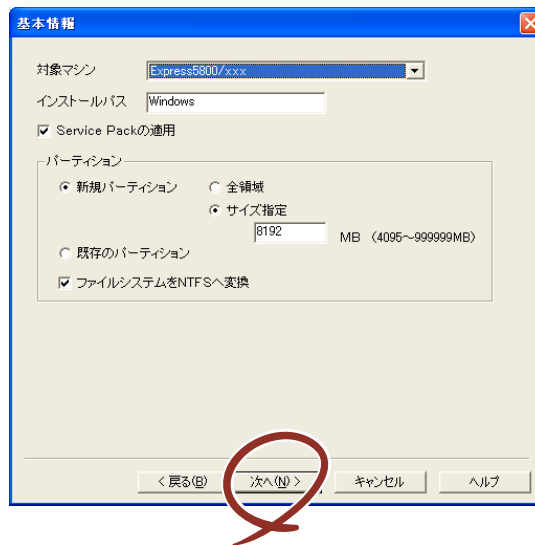 基本情報
対象マシン Express5800/xxx
インストールパス Windows
Service Packの適用
パーティション
新規パーティション 全領域
サイズ指定
8192 MB (4095~999999MB)
既存のパーティション
ファイルシステムをNTFSへ変換
< 戻る(B) 次へ(N) > キャンセル ヘルプ